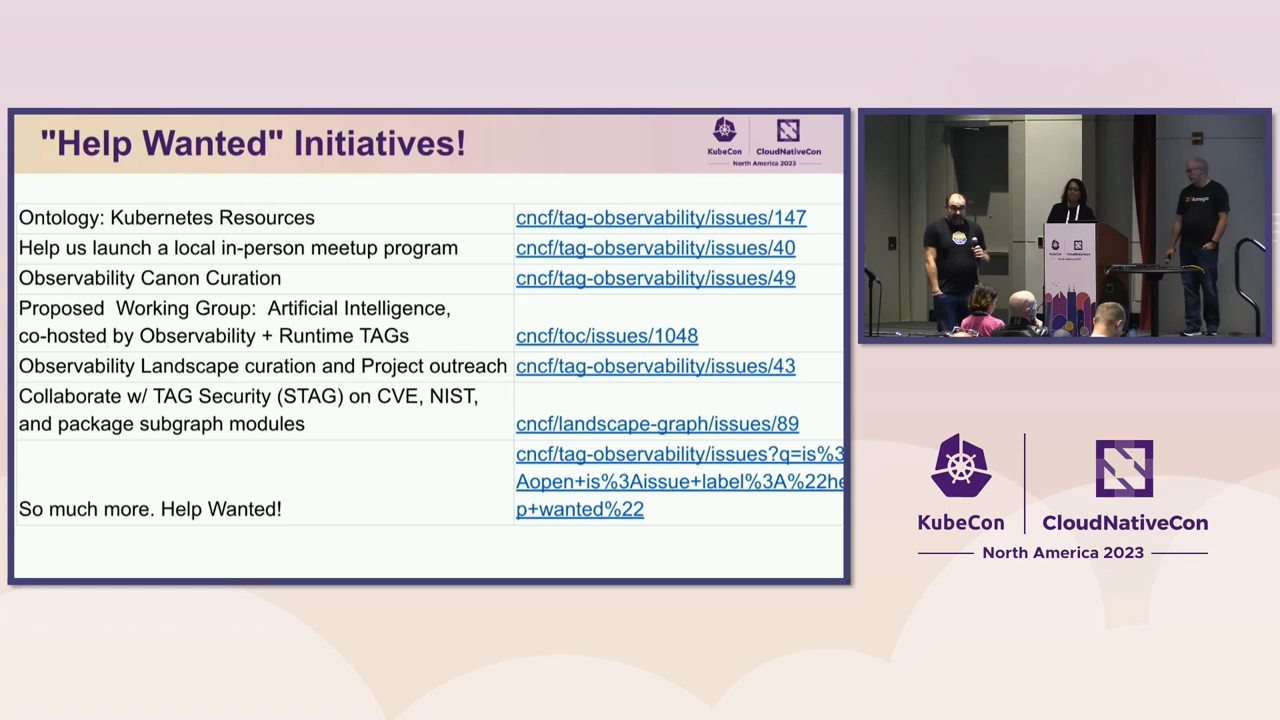 "Help Wanted" Initiatives!
KubeCon
CloudNativeCon
North America 2023
Ontology: Kubernetes Resources
cncf/tag-observability/issues/147
Help us launch a local in-person meetup program
cncf/tag-observability/issues/40
Observability Canon Curation
cncf/tag-observability/issues/49
Proposed Working Group: Artificial Intelligence,
co-hosted by Observability + Runtime TAGs
cncf/toc/issues/1048
Observability Landscape curation and Project outreach
cncf/tag-observability/issues/43
Collaborate w/ TAG Security (STAG) on CVE, NIST,
and package subgraph modules
cncf/landscape-graph/issues/89
So much more. Help Wanted!
cncf/tag-observability/issues?q=is%3
Aopen+is%3Aissue+label%3A%22he
p+wanted%22
KubeCon
CloudNativeCon
North America 2023